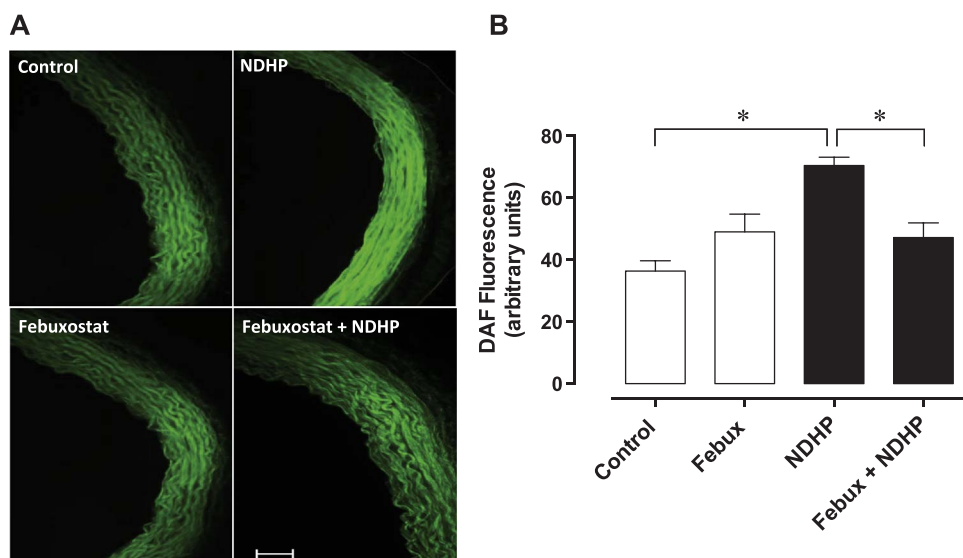 A
Control
NDHP
Febuxostat
Febuxostat + NDHP
B
DAF Fluorescence
(arbitrary units)
80
60
40
20
0
*
*
Control
Febux
NDHP
Febux + NDHP